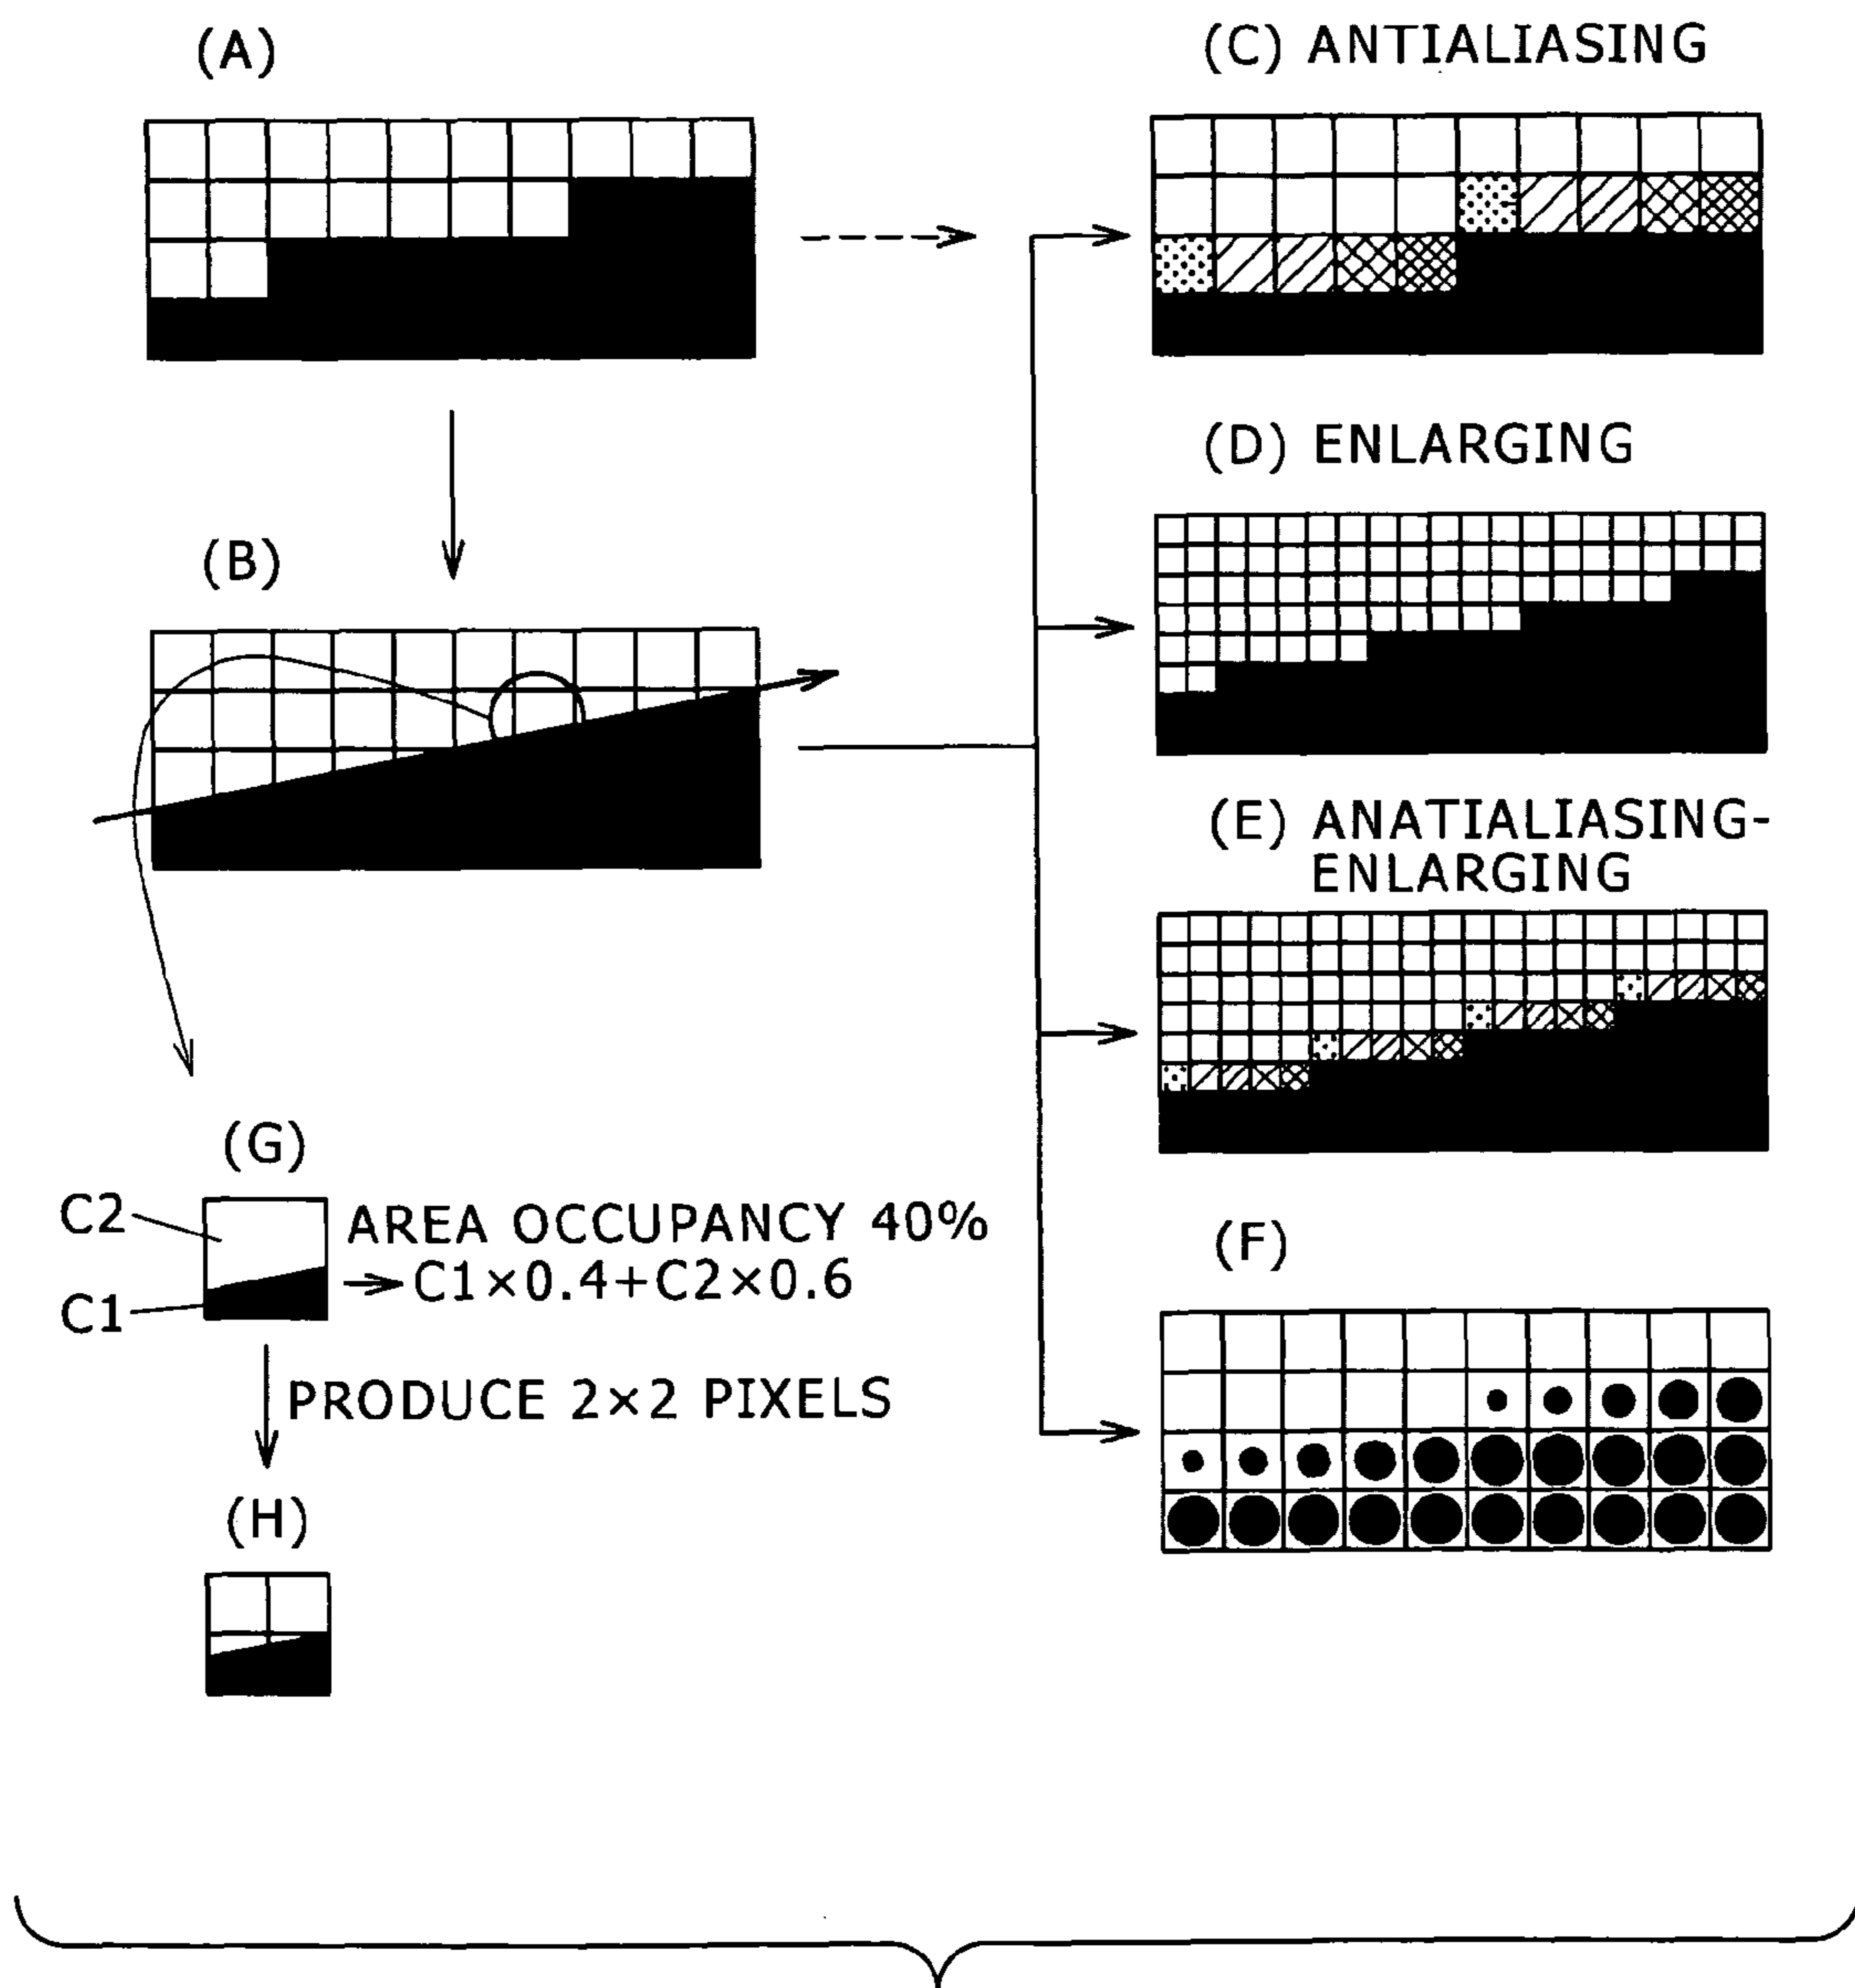 (A)
(B)
(G)
C2
C1
AREA OCCUPANCY 40%
C1×0.4+C2×0.6
PRODUCE 2×2 PIXELS
(H)
(C) ANTIALIASING
(D) ENLARGING
(E) ANATIALIASING-
ENLARGING
(F)